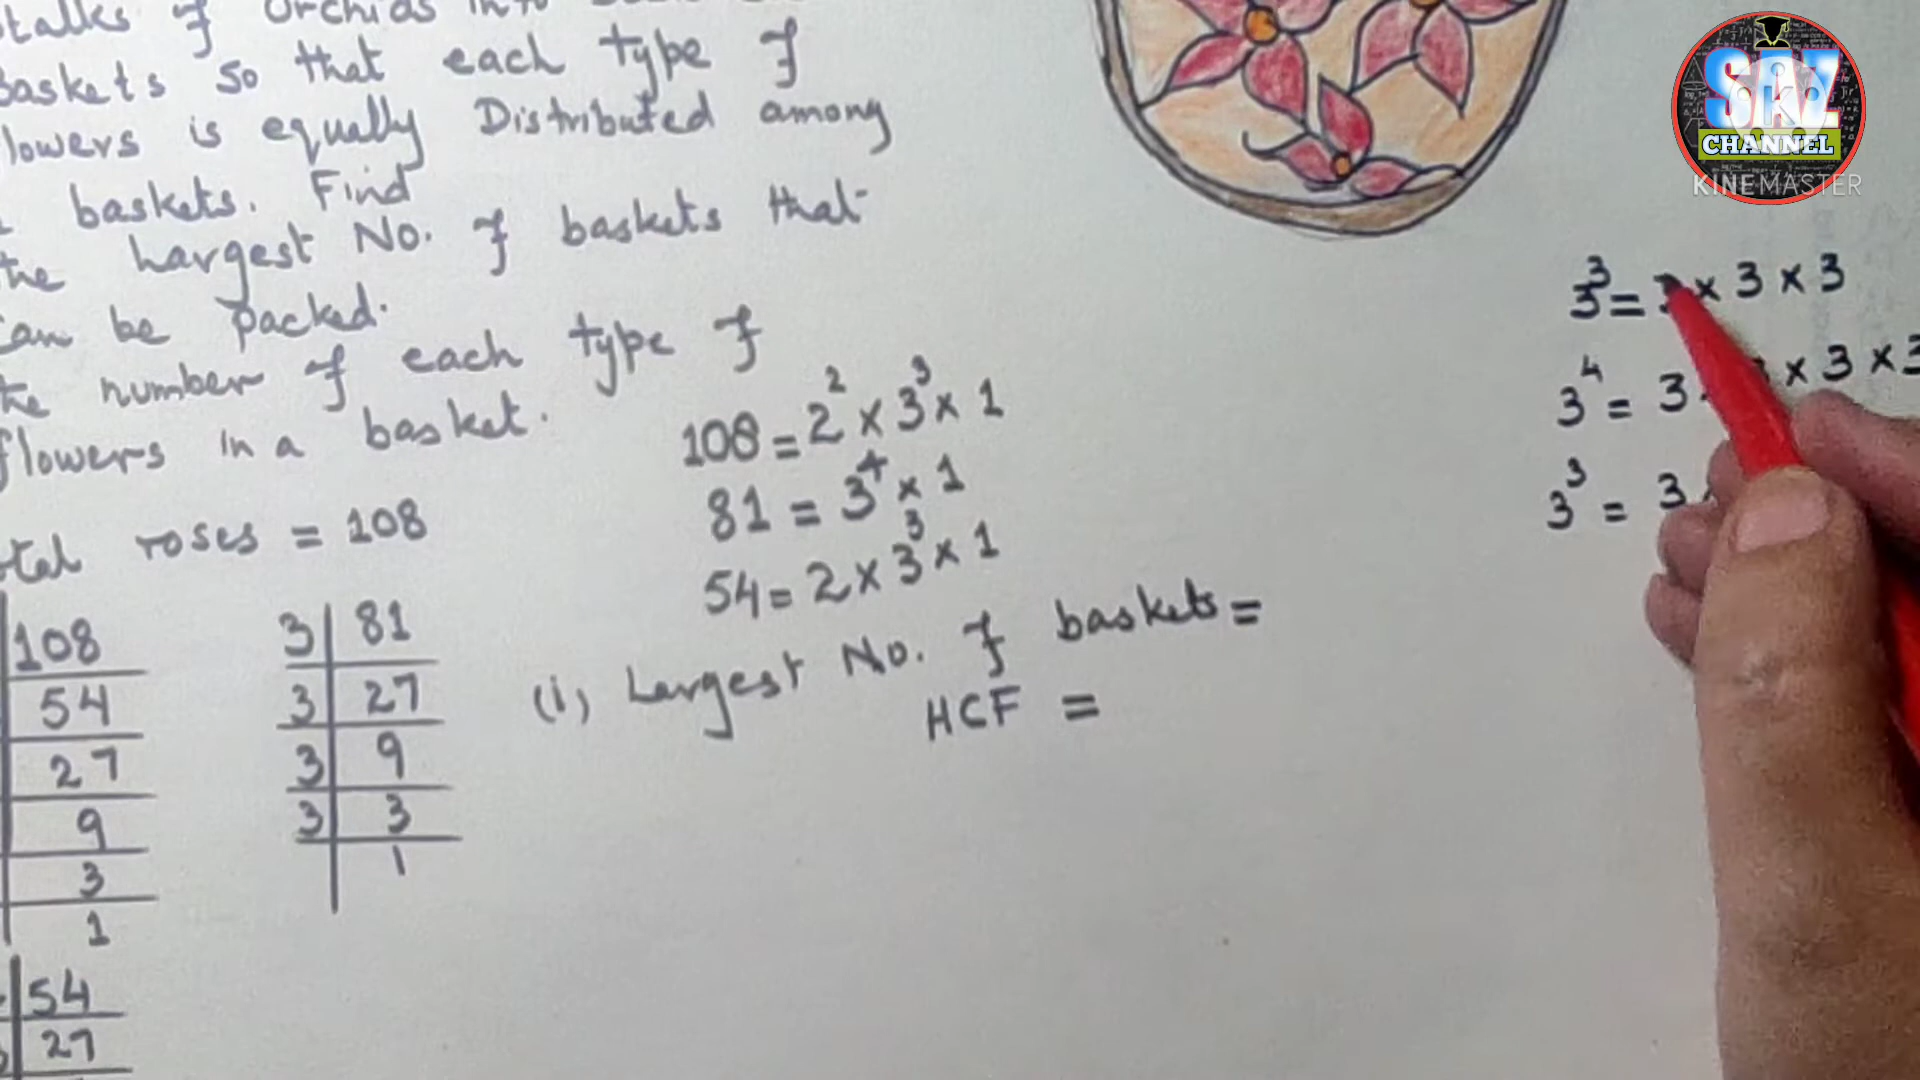 stalks of Orchids into
Baskets so that each type of
flowers is equally Distributed among
baskets. Find
the Largest No. of baskets that
can be packed.
the number of each type of
flowers in a basket.
total roses = 108
108
54
27
9
3
1
54
27
3 81
3 27
3 9
3 3
1
108 = 2² × 3³ × 1
81 = 3⁴ × 1
54 = 2 × 3³ × 1
(i) Largest No. of baskets =
HCF =
3³ = 3 × 3 × 3
3⁴ = 3 × 3 × 3
3³ = 3
SKZ
CHANNEL
KINEMASTER